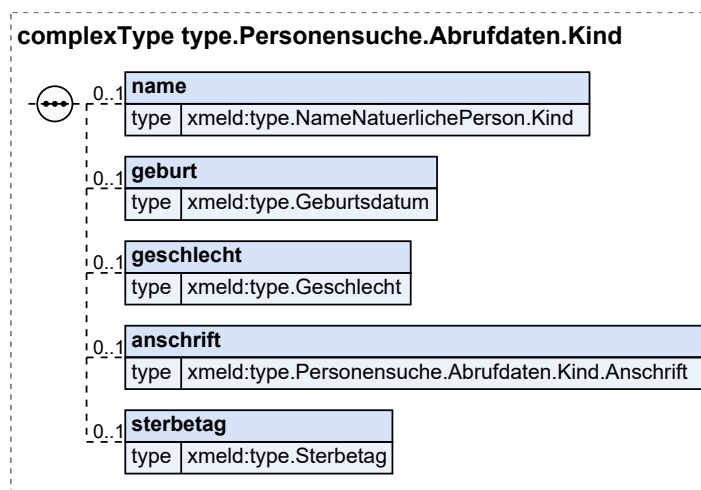 complexType type.Personensuche.Abrufdaten.Kind
0..1 name
type xmeld:type.NameNatuerlichePerson.Kind
0..1 geburt
type xmeld:type.Geburtsdatum
0..1 geschlecht
type xmeld:type.Geschlecht
0..1 anschrift
type xmeld:type.Personensuche.Abrufdaten.Kind.Anschrift
0..1 sterbetag
type xmeld:type.Sterbetag